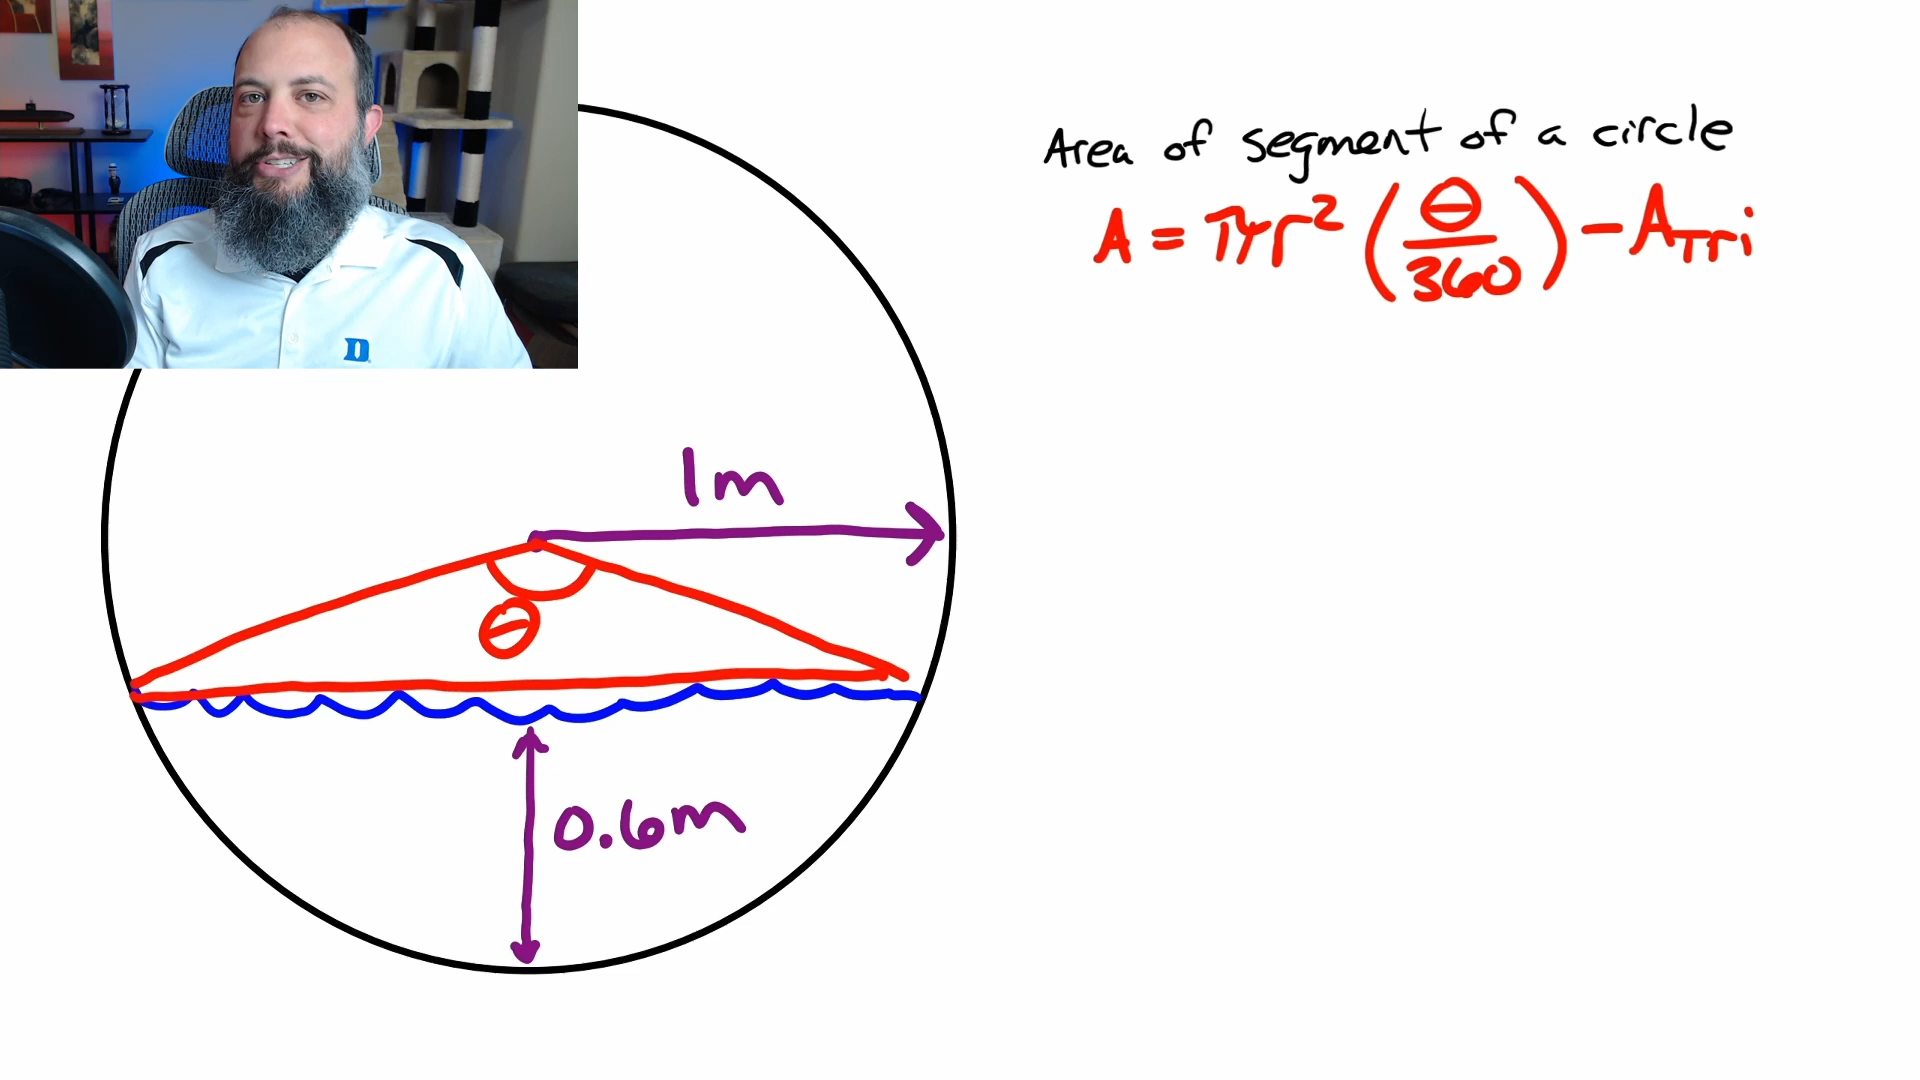 D
Area of segment of a circle
A = πr² (θ/360) - ATri
1m
θ
0.6m